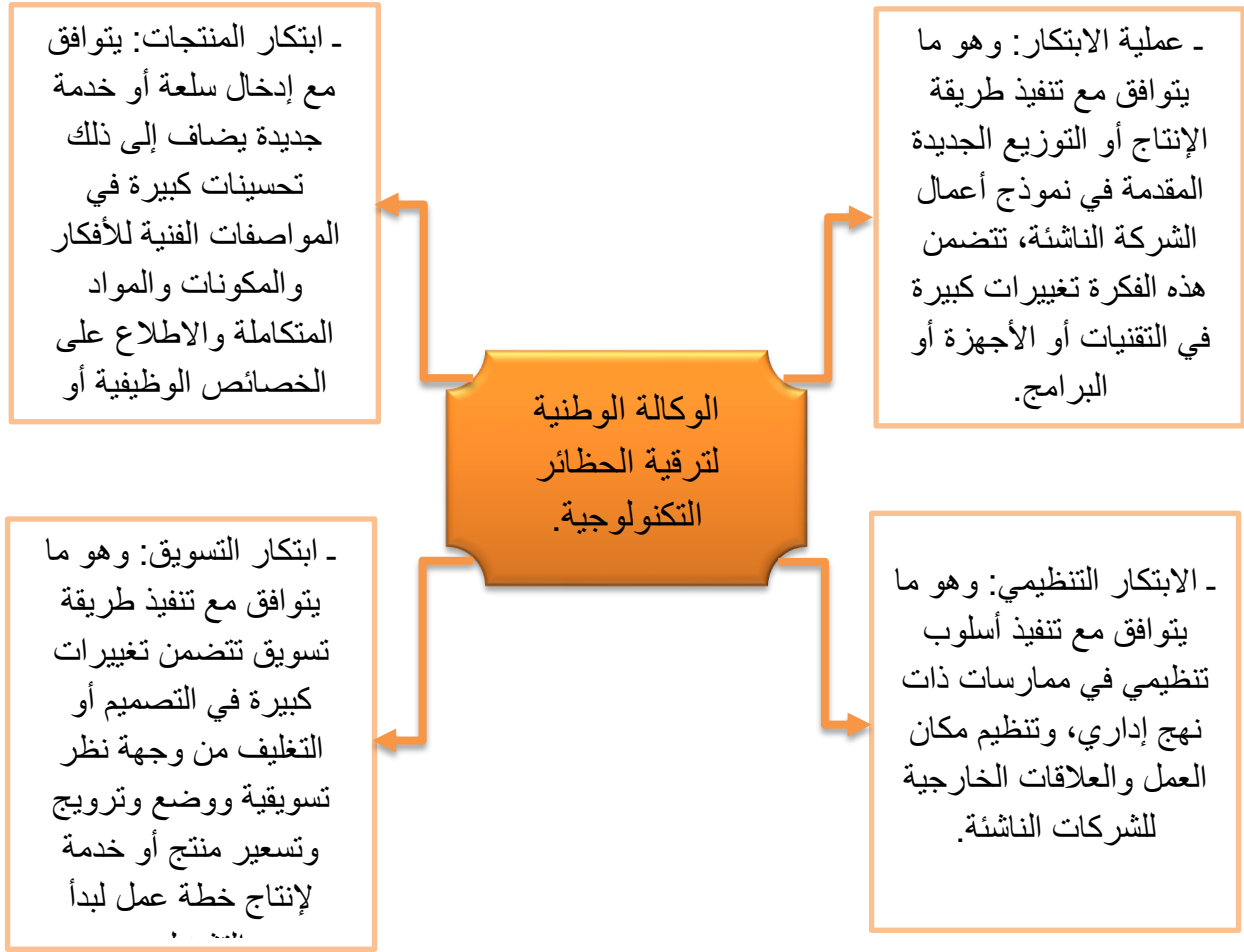 ـ عملية الابتكار: وهو ما
يتوافق مع تنفيذ طريقة
الإنتاج أو التوزيع الجديدة
المقدمة في نموذج أعمال
الشركة الناشئة، تتضمن
هذه الفكرة تغييرات كبيرة
في التقنيات أو الأجهزة أو
البرامج.
ـ ابتكار المنتجات: يتوافق
مع إدخال سلعة أو خدمة
جديدة يضاف إلى ذلك
تحسينات كبيرة في
المواصفات الفنية للأفكار
والمكونات والمواد
المتكاملة والاطلاع على
الخصائص الوظيفية أو
الوكالة الوطنية
لترقية الحظائر
التكنولوجية.
ـ الابتكار التنظيمي: وهو ما
يتوافق مع تنفيذ أسلوب
تنظيمي في ممارسات ذات
نهج إداري، وتنظيم مكان
العمل والعلاقات الخارجية
للشركات الناشئة.
ـ ابتكار التسويق: وهو ما
يتوافق مع تنفيذ طريقة
تسويق تتضمن تغييرات
كبيرة في التصميم أو
التغليف من وجهة نظر
تسويقية ووضع وترويج
وتسعير منتج أو خدمة
لإنتاج خطة عمل لبدأ